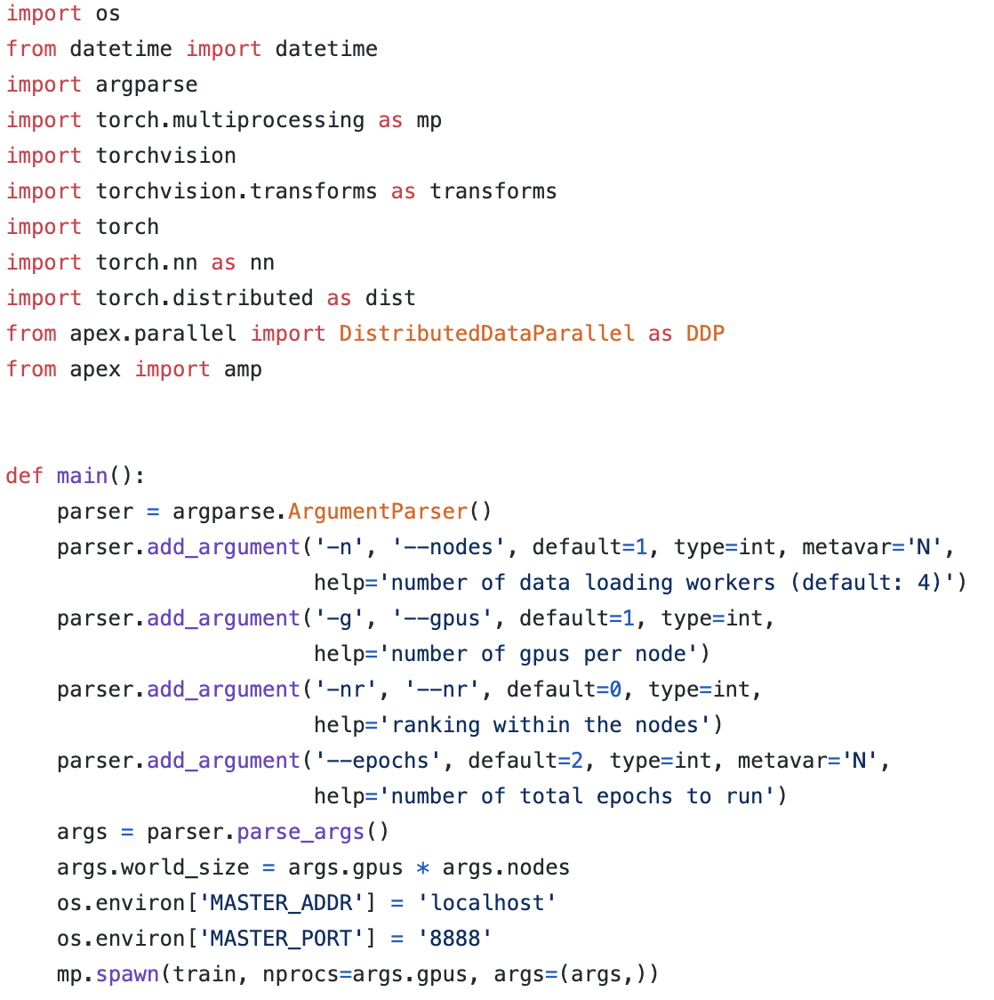 import os
from datetime import datetime
import argparse
import torch.multiprocessing as mp
import torchvision
import torchvision.transforms as transforms
import torch
import torch.nn as nn
import torch.distributed as dist
from apex.parallel import DistributedDataParallel as DDP
from apex import amp


def main():
    parser = argparse.ArgumentParser()
    parser.add_argument('-n', '--nodes', default=1, type=int, metavar='N',
                        help='number of data loading workers (default: 4)')
    parser.add_argument('-g', '--gpus', default=1, type=int,
                        help='number of gpus per node')
    parser.add_argument('-nr', '--nr', default=0, type=int,
                        help='ranking within the nodes')
    parser.add_argument('--epochs', default=2, type=int, metavar='N',
                        help='number of total epochs to run')
    args = parser.parse_args()
    args.world_size = args.gpus * args.nodes
    os.environ['MASTER_ADDR'] = 'localhost'
    os.environ['MASTER_PORT'] = '8888'
    mp.spawn(train, nprocs=args.gpus, args=(args,))